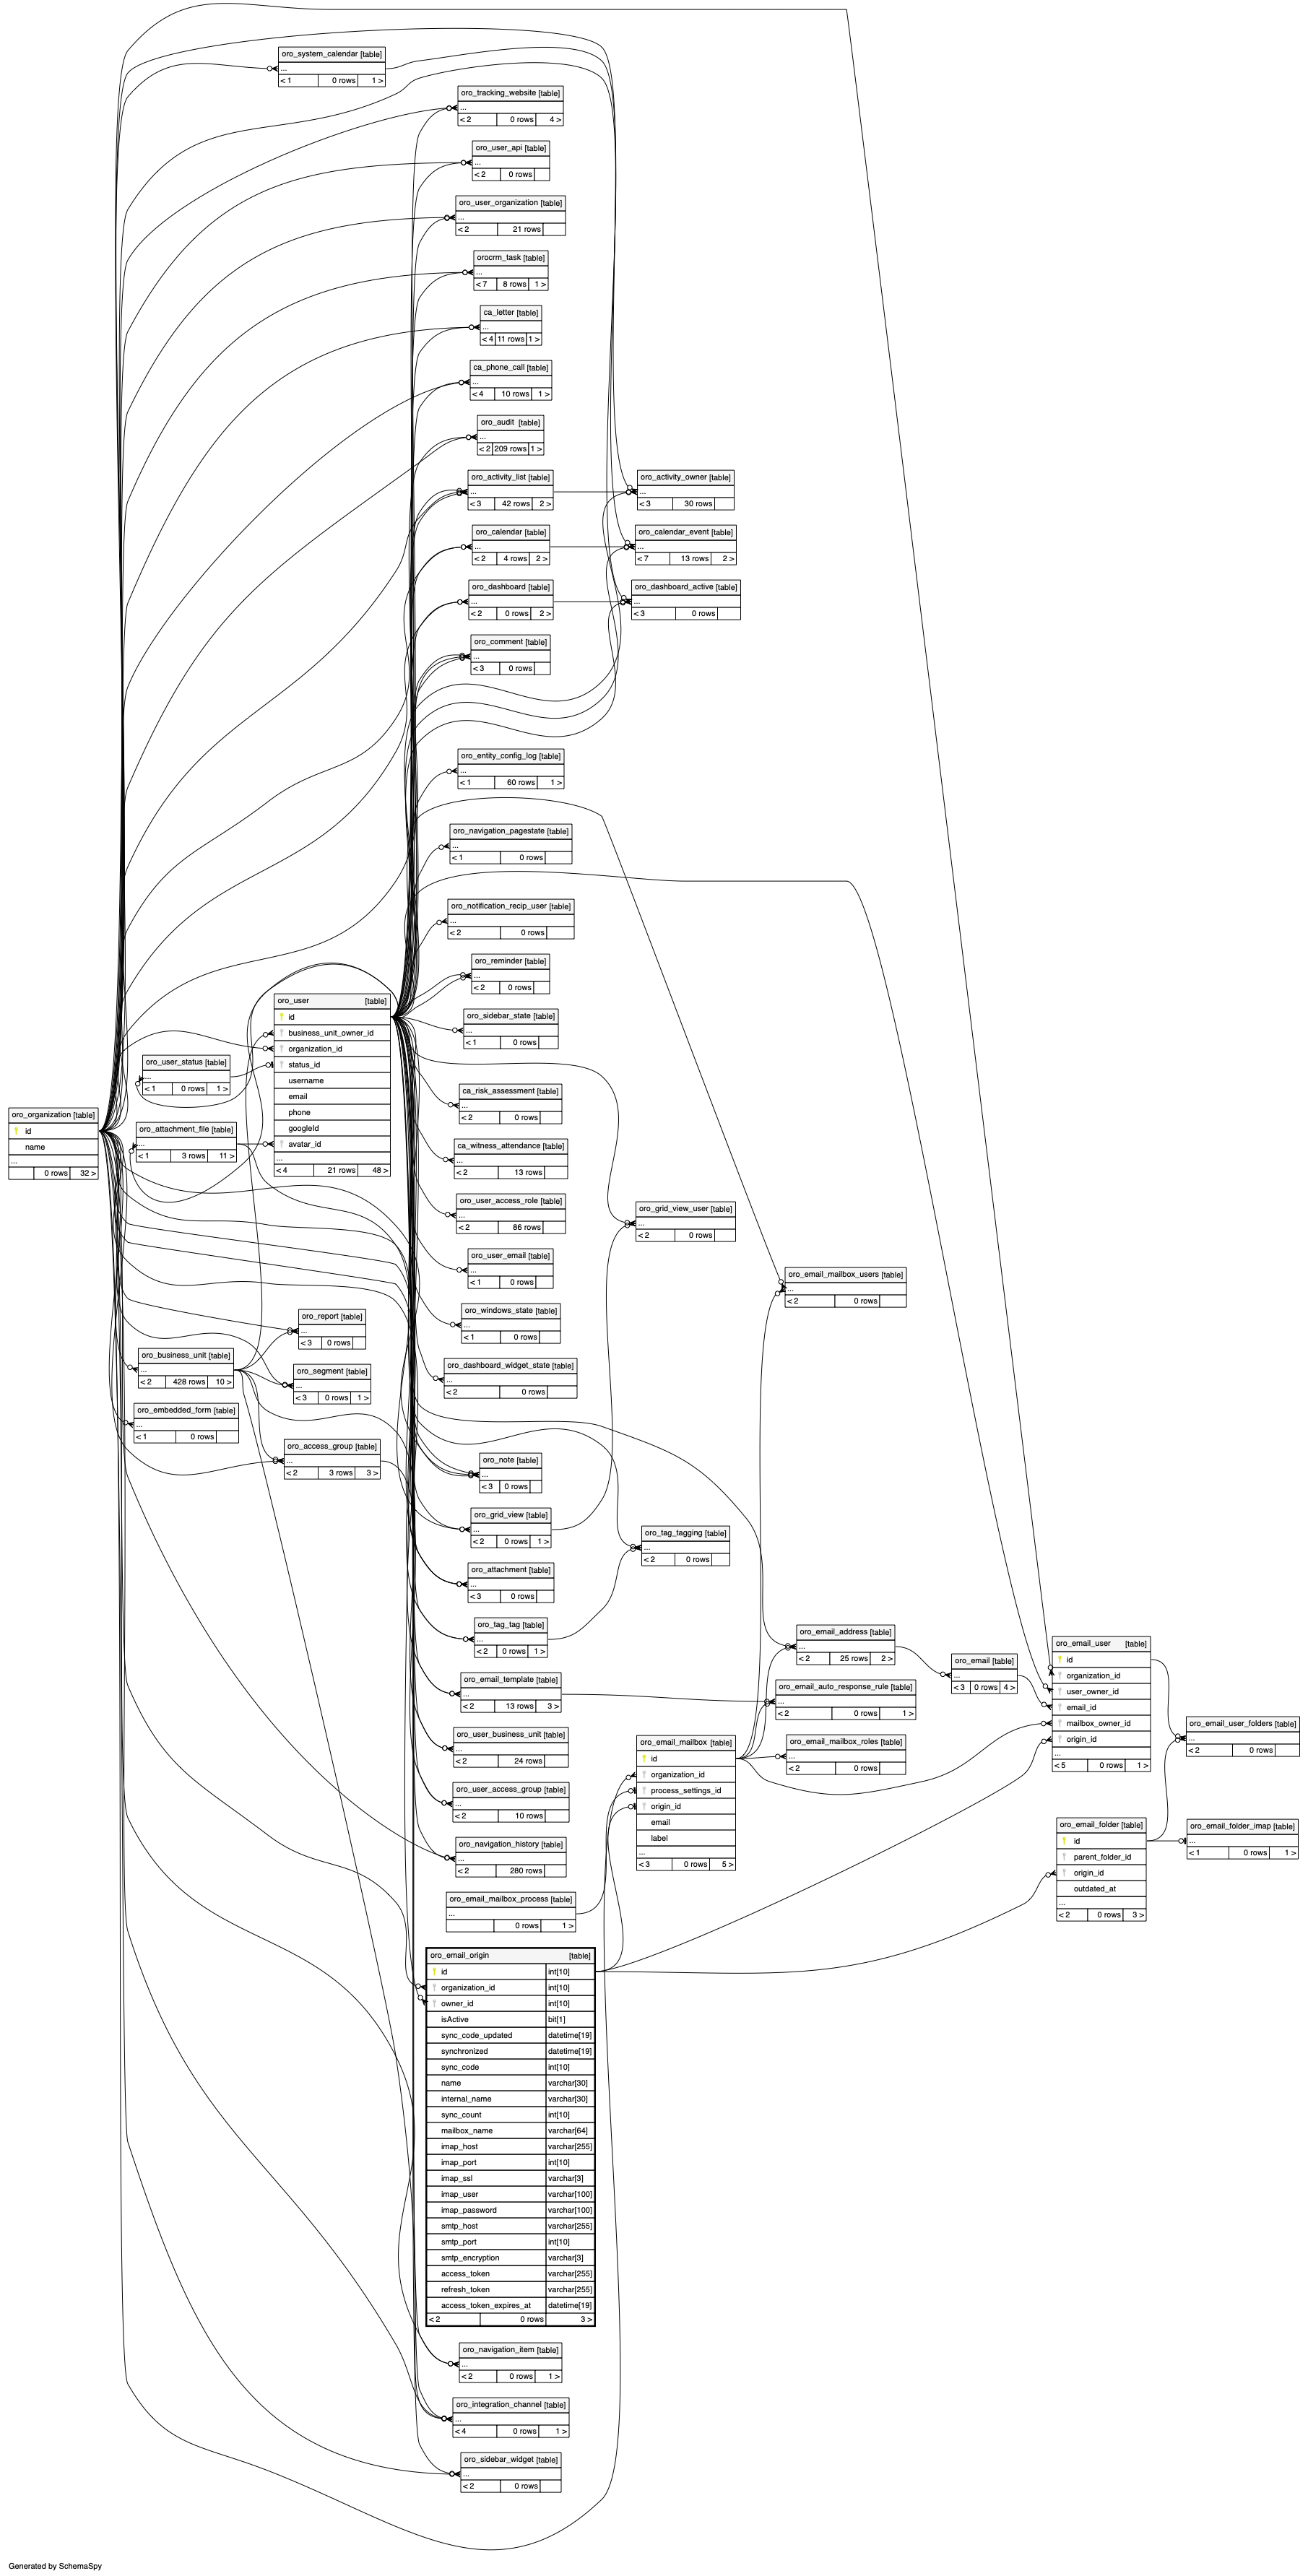 oro_system_calendar [table]
...
< 1 0 rows 1 >
oro_tracking_website [table]
...
< 2 0 rows 4 >
oro_user_api [table]
...
< 2 0 rows
oro_user_organization [table]
...
< 2 21 rows
orocrm_task [table]
...
< 7 8 rows 1 >
ca_letter [table]
...
< 4 11 rows 1 >
ca_phone_call [table]
...
< 4 10 rows 1 >
oro_audit [table]
...
< 2 209 rows 1 >
oro_activity_list [table]
...
< 3 42 rows 2 >
oro_activity_owner [table]
...
< 3 30 rows
oro_calendar [table]
...
< 2 4 rows 2 >
oro_calendar_event [table]
...
< 7 13 rows 2 >
oro_dashboard [table]
...
< 2 0 rows 2 >
oro_dashboard_active [table]
...
< 3 0 rows
oro_comment [table]
...
< 3 0 rows
oro_entity_config_log [table]
...
< 1 60 rows 1 >
oro_navigation_pagestate [table]
...
< 1 0 rows
oro_notification_recip_user [table]
...
< 2 0 rows
oro_reminder [table]
...
< 2 0 rows
oro_sidebar_state [table]
...
< 1 0 rows
oro_user [table]
id
business_unit_owner_id
organization_id
status_id
username
email
phone
googleId
avatar_id
...
< 4 21 rows 48 >
oro_user_status [table]
...
< 1 0 rows 1 >
oro_organization [table]
id
name
...
0 rows 32 >
oro_attachment_file [table]
...
< 1 3 rows 11 >
ca_risk_assessment [table]
...
< 2 0 rows
ca_witness_attendance [table]
...
< 2 13 rows
oro_user_access_role [table]
...
< 2 86 rows
oro_grid_view_user [table]
...
< 2 0 rows
oro_user_email [table]
...
< 1 0 rows
oro_email_mailbox_users [table]
...
< 2 0 rows
oro_windows_state [table]
...
< 1 0 rows
oro_report [table]
...
< 3 0 rows
oro_business_unit [table]
...
< 2 428 rows 10 >
oro_segment [table]
...
< 3 0 rows 1 >
oro_dashboard_widget_state [table]
...
< 2 0 rows
oro_embedded_form [table]
...
< 1 0 rows
oro_access_group [table]
...
< 2 3 rows 3 >
oro_note [table]
...
< 3 0 rows
oro_grid_view [table]
...
< 2 0 rows 1 >
oro_tag_tagging [table]
...
< 2 0 rows
oro_attachment [table]
...
< 3 0 rows
oro_tag_tag [table]
...
< 2 0 rows 1 >
oro_email_address [table]
...
< 2 25 rows 2 >
oro_email [table]
...
< 3 0 rows 4 >
oro_email_user [table]
id
organization_id
user_owner_id
email_id
mailbox_owner_id
origin_id
...
< 5 0 rows 1 >
oro_email_template [table]
...
< 2 13 rows 3 >
oro_email_auto_response_rule [table]
...
< 2 0 rows 1 >
oro_email_user_folders [table]
...
< 2 0 rows
oro_user_business_unit [table]
...
< 2 24 rows
oro_email_mailbox [table]
id
organization_id
process_settings_id
origin_id
email
label
...
< 3 0 rows 5 >
oro_email_mailbox_roles [table]
...
< 2 0 rows
oro_user_access_group [table]
...
< 2 10 rows
oro_email_folder [table]
id
parent_folder_id
origin_id
outdated_at
...
< 2 0 rows 3 >
oro_email_folder_imap [table]
...
< 1 0 rows 1 >
oro_navigation_history [table]
...
< 2 280 rows
oro_email_mailbox_process [table]
...
0 rows 1 >
oro_email_origin [table]
id int[10]
organization_id int[10]
owner_id int[10]
isActive bit[1]
sync_code_updated datetime[19]
synchronized datetime[19]
sync_code int[10]
name varchar[30]
internal_name varchar[30]
sync_count int[10]
mailbox_name varchar[64]
imap_host varchar[255]
imap_port int[10]
imap_ssl varchar[3]
imap_user varchar[100]
imap_password varchar[100]
smtp_host varchar[255]
smtp_port int[10]
smtp_encryption varchar[3]
access_token varchar[255]
refresh_token varchar[255]
access_token_expires_at datetime[19]
< 2 0 rows 3 >
oro_navigation_item [table]
...
< 2 0 rows 1 >
oro_integration_channel [table]
...
< 4 0 rows 1 >
oro_sidebar_widget [table]
...
< 2 0 rows
Generated by SchemaSpy